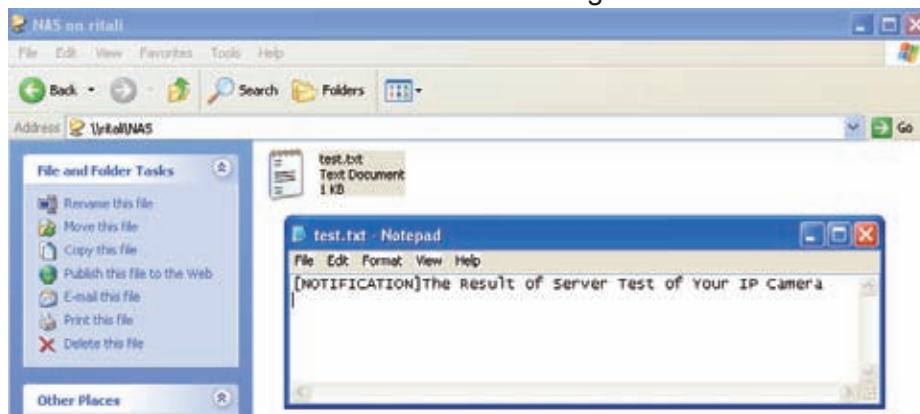 NAS on ritall
File Edit View Favorites Tools Help
Back Search Folders
Address \\ritall\NAS Go
File and Folder Tasks
Rename this file
Move this file
Copy this file
Publish this file to the Web
E-mail this file
Print this file
Delete this file
Other Places
test.txt
Text Document
1 KB
test.txt - Notepad
File Edit Format View Help
[NOTIFICATION]The Result of Server Test of Your IP Camera